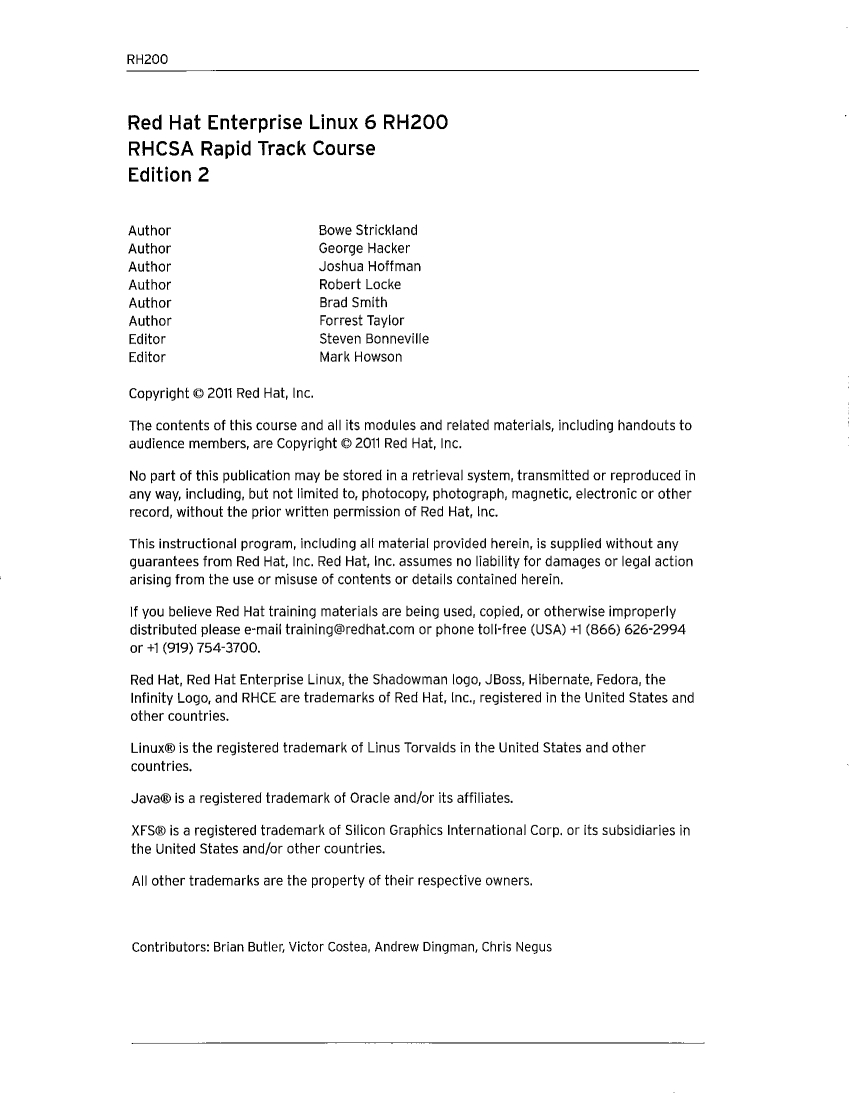 RH200
Red Hat Enterprise Linux 6 RH200
RHCSA Rapid Track Course
Edition 2
Author Bowe Strickland
Author George Hacker
Author Joshua Hoffman
Author Robert Locke
Author Brad Smith
Author Forrest Taylor
Editor Steven Bonneville
Editor Mark Howson
Copyright © 2011 Red Hat, Inc.
The contents of this course and all its modules and related materials, including handouts to
audience members, are Copyright © 2011 Red Hat, Inc.
No part of this publication may be stored in a retrieval system, transmitted or reproduced in
any way, including, but not limited to, photocopy, photograph, magnetic, electronic or other
record, without the prior written permission of Red Hat, Inc.
This instructional program, including all material provided herein, is supplied without any
guarantees from Red Hat, Inc. Red Hat, Inc. assumes no liability for damages or legal action
arising from the use or misuse of contents or details contained herein.
If you believe Red Hat training materials are being used, copied, or otherwise improperly
distributed please e-mail training@redhat.com or phone toll-free (USA) +1 (866) 626-2994
or +1 (919) 754-3700.
Red Hat, Red Hat Enterprise Linux, the Shadowman logo, JBoss, Hibernate, Fedora, the
Infinity Logo, and RHCE are trademarks of Red Hat, Inc., registered in the United States and
other countries.
Linux® is the registered trademark of Linus Torvalds in the United States and other
countries.
Java® is a registered trademark of Oracle and/or its affiliates.
XFS® is a registered trademark of Silicon Graphics International Corp. or its subsidiaries in
the United States and/or other countries.
All other trademarks are the property of their respective owners.
Contributors: Brian Butler, Victor Costea, Andrew Dingman, Chris Negus